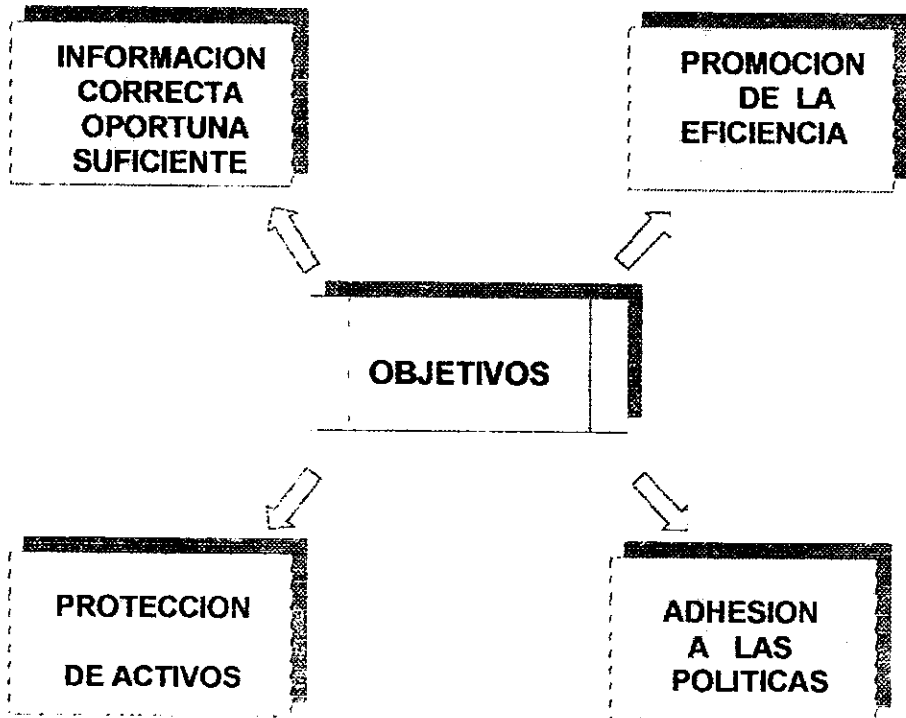 INFORMACION
CORRECTA
OPORTUNA
SUFICIENTE
PROMOCION
DE LA
EFICIENCIA
OBJETIVOS
PROTECCION
DE ACTIVOS
ADHESION
A LAS
POLITICAS